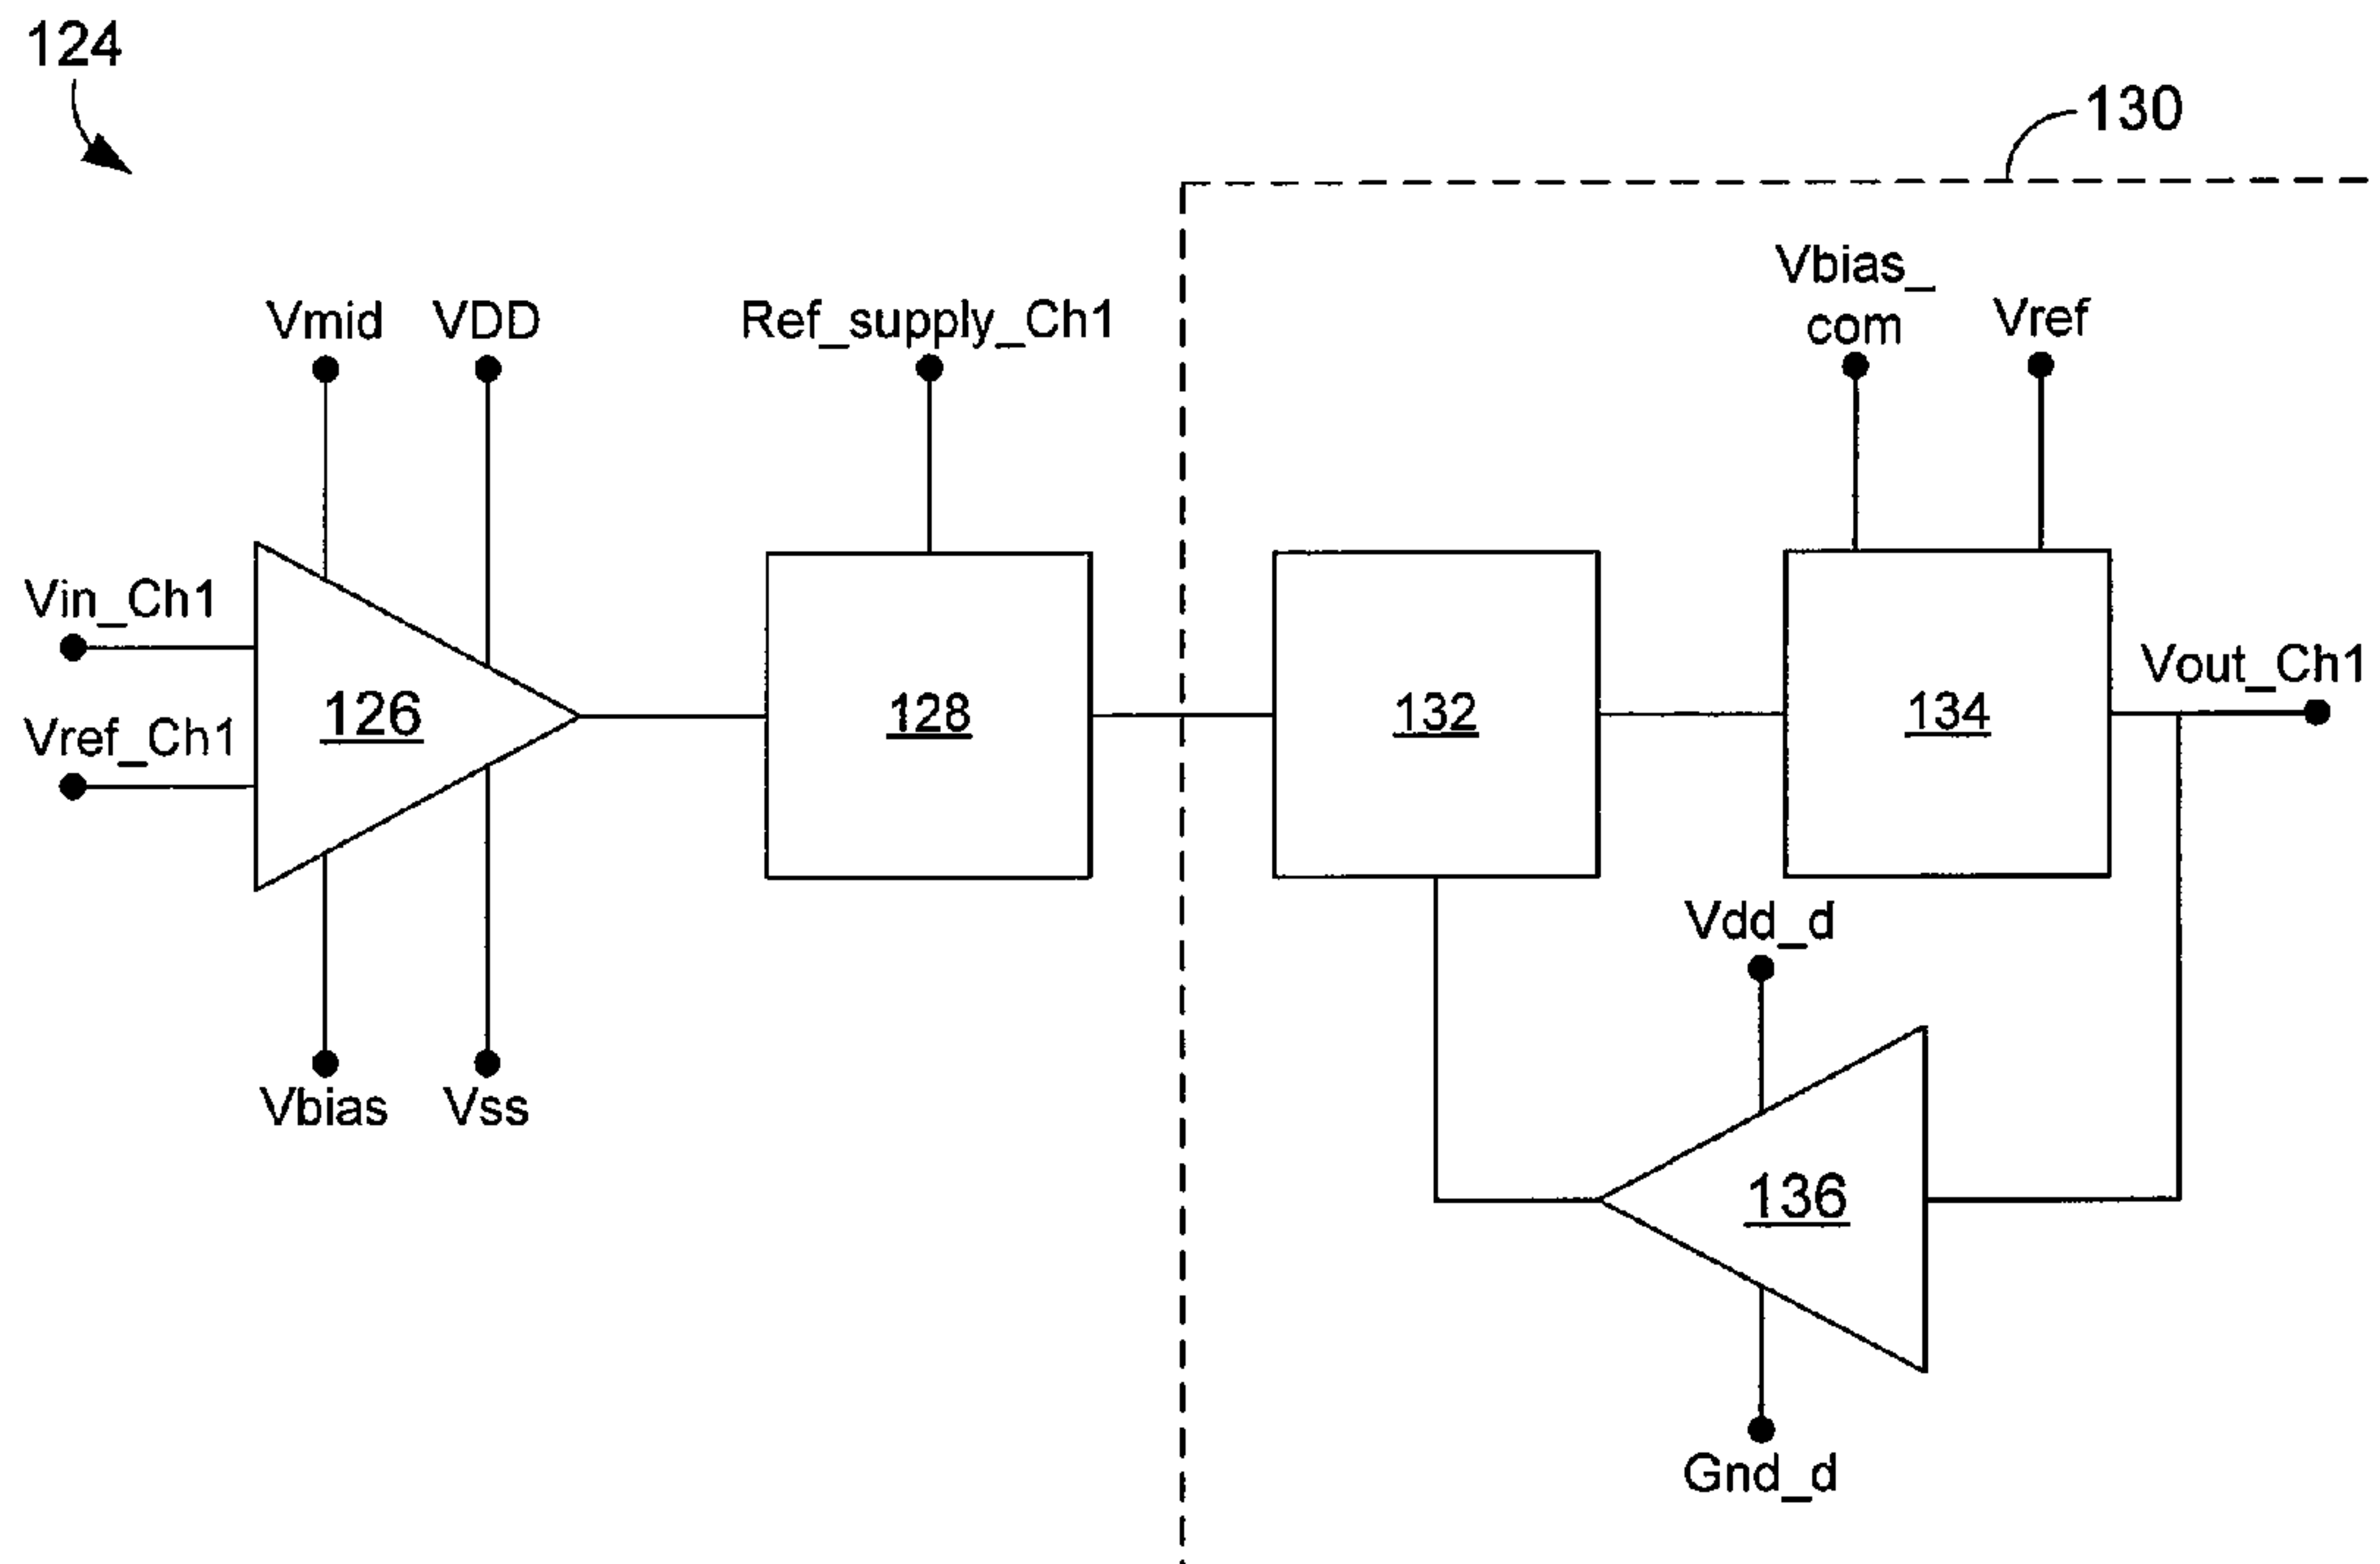 124
130
Vbias_
com
Vref
Vmid
VDD
Ref_supply_Ch1
Vin_Ch1
Vref_Ch1
126
128
132
134
Vout_Ch1
Vdd_d
Vbias
Vss
136
Gnd_d